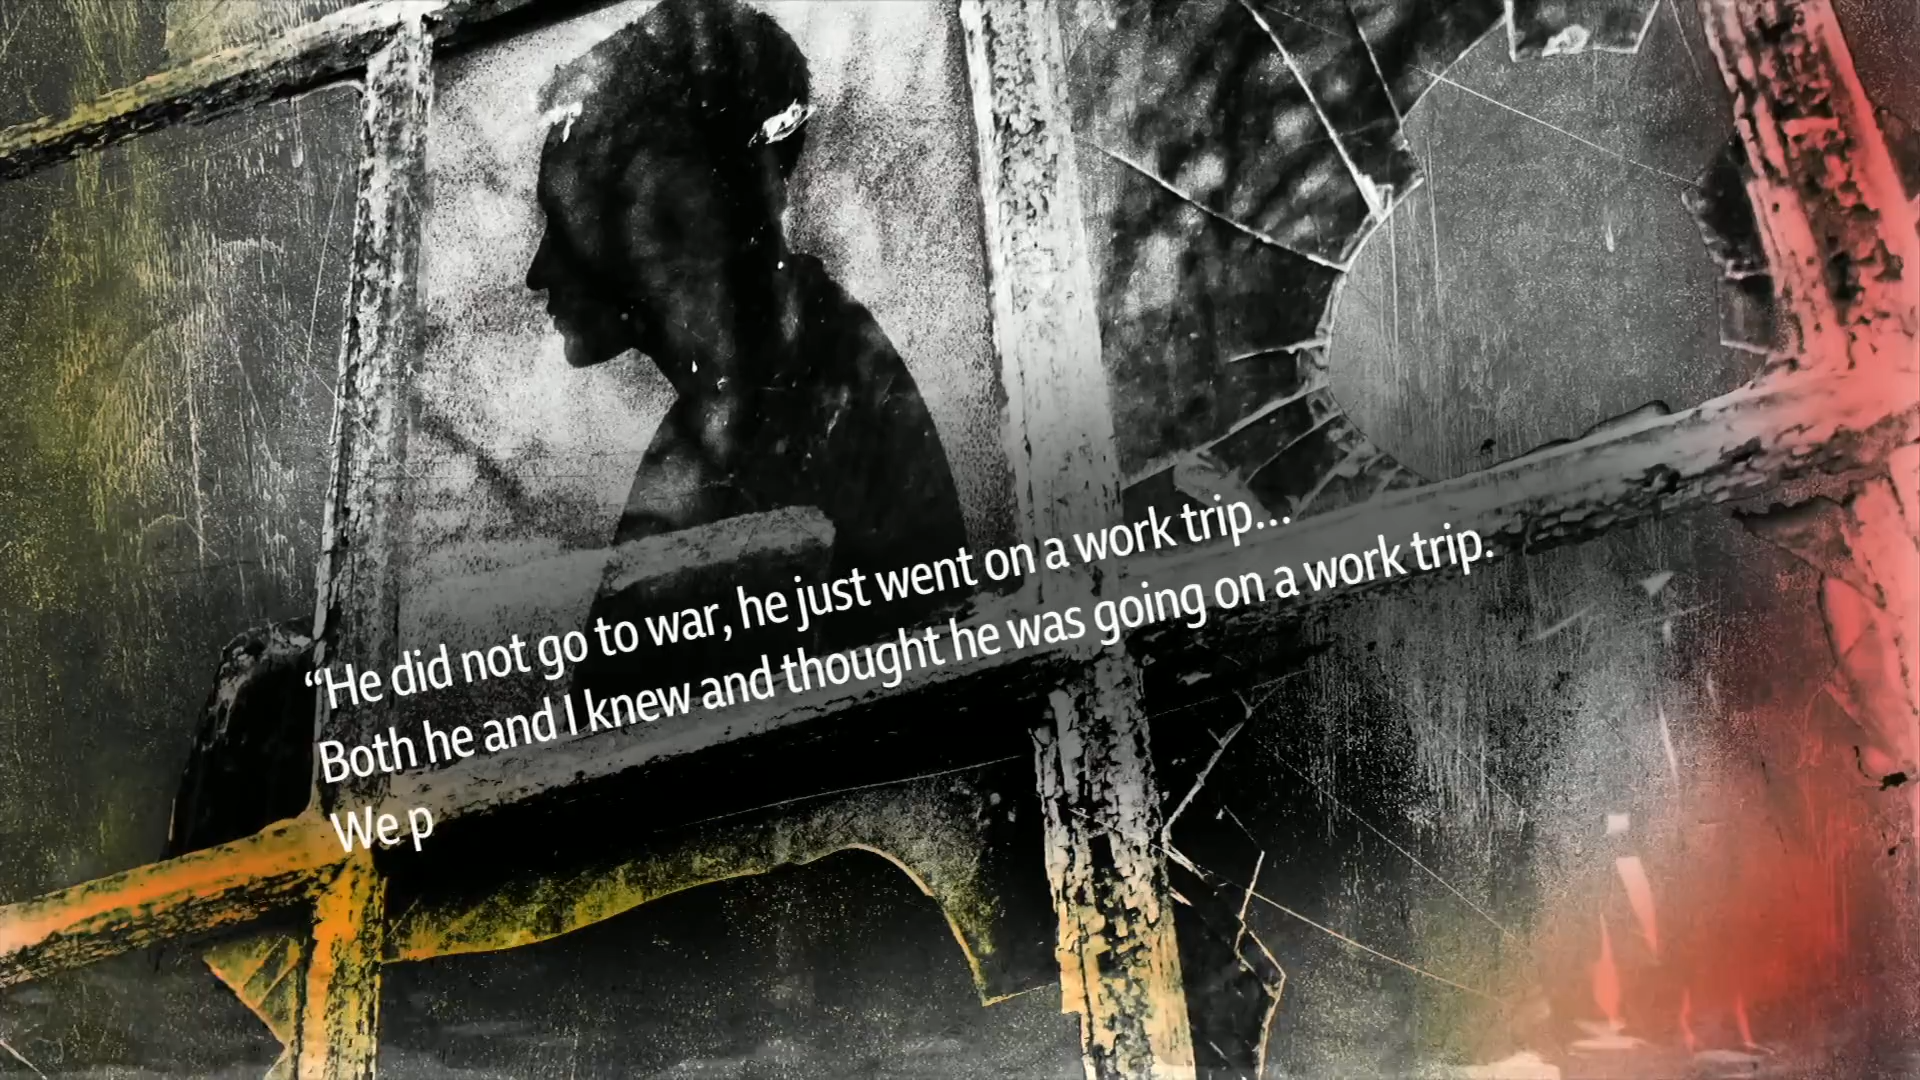 “He did not go to war, he just went on a work trip...
Both he and I knew and thought he was going on a work trip.
We p